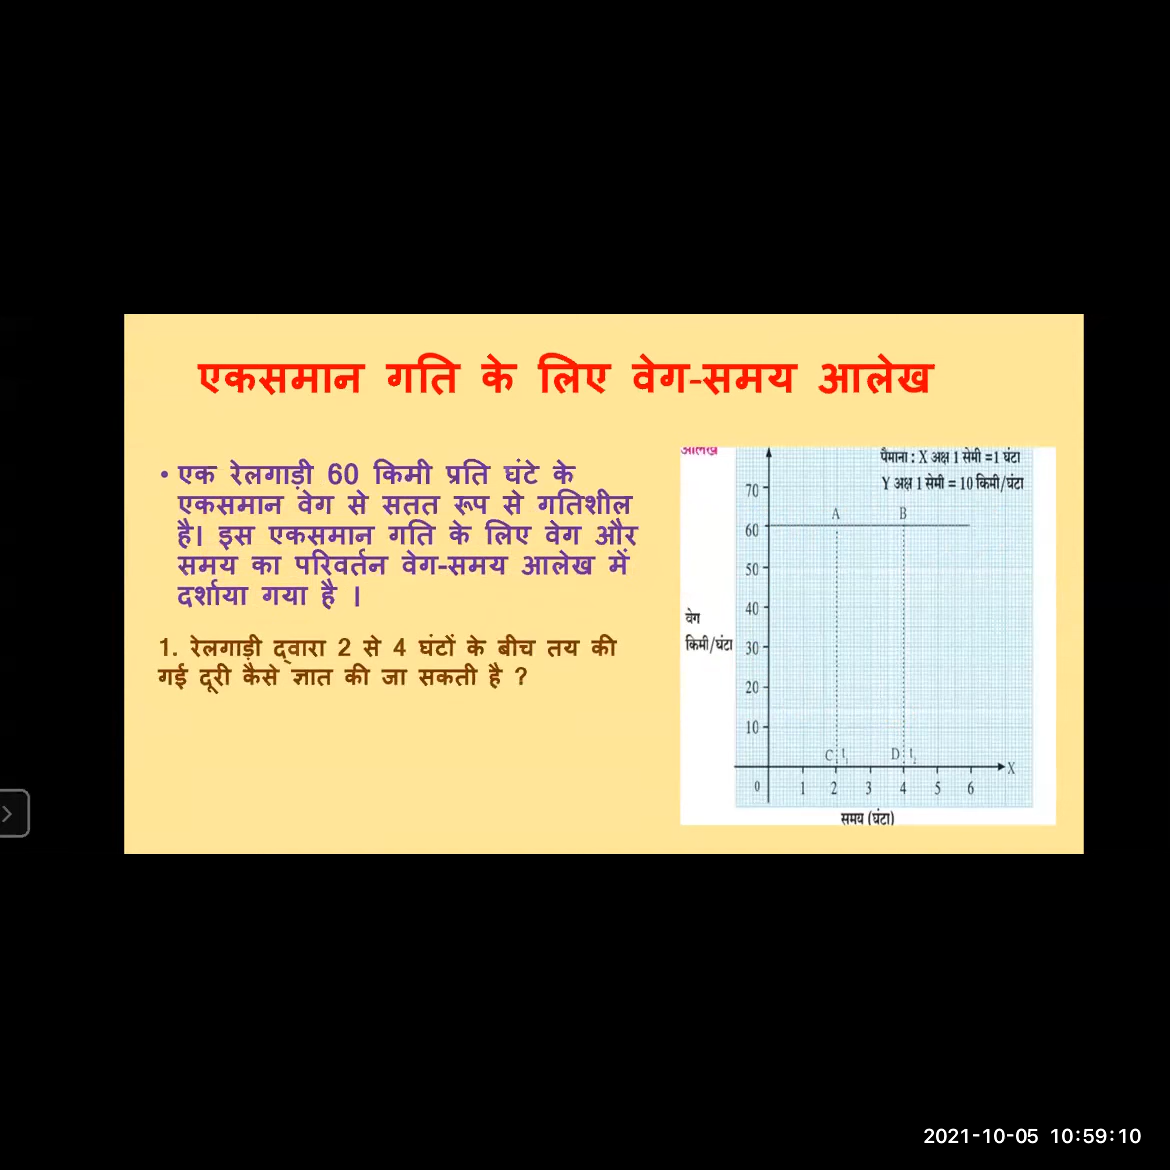 एकसमान गति के लिए वेग-समय आलेख
• एक रेलगाड़ी 60 किमी प्रति घंटे के
एकसमान वेग से सतत रूप से गतिशील
है। इस एकसमान गति के लिए वेग और
समय का परिवर्तन वेग-समय आलेख में
दर्शाया गया है ।
1. रेलगाड़ी द्वारा 2 से 4 घंटों के बीच तय की
गई दूरी कैसे ज्ञात की जा सकती है ?
आलेख
पैमाना : X अक्ष 1 सेमी =1 घंटा
Y अक्ष 1 सेमी = 10 किमी/घंटा
70
A B
60
50
40
वेग
किमी/घंटा
30
20
10
C t₁ D t₂
X
0 1 2 3 4 5 6
समय (घंटा)
2021-10-05 10:59:10